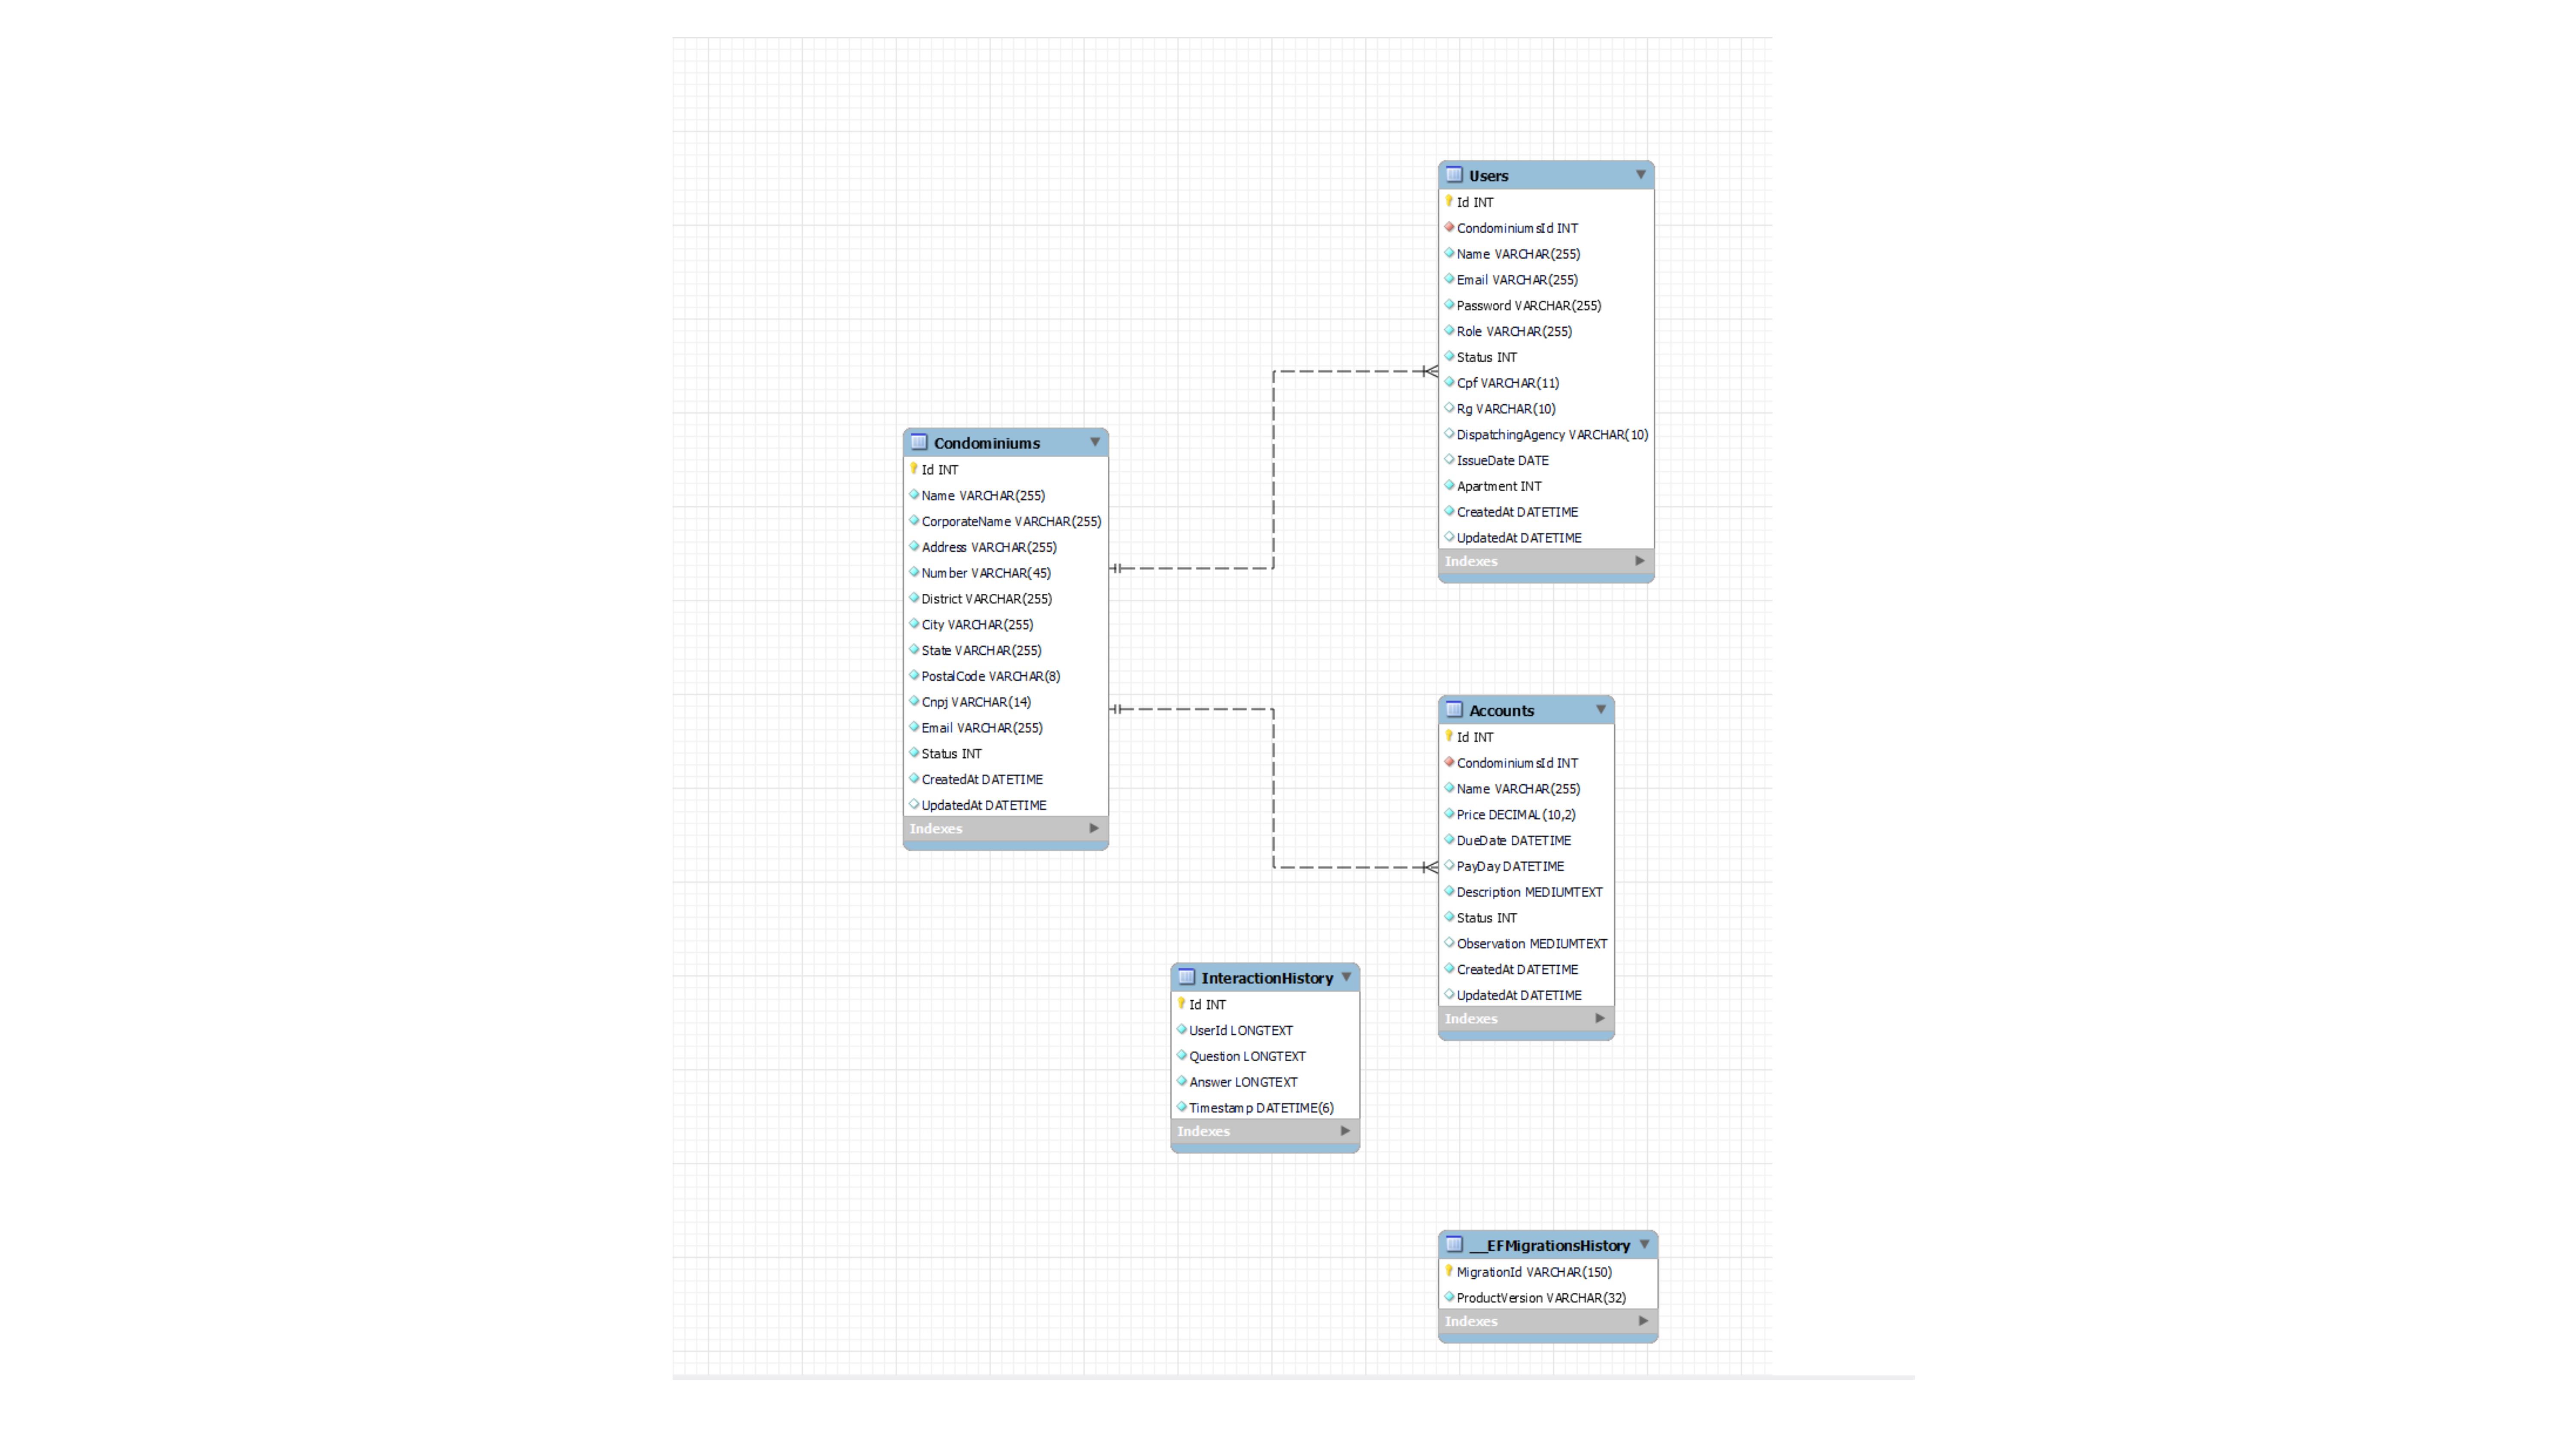 Users
Id INT
CondominiumsId INT
Name VARCHAR(255)
Email VARCHAR(255)
Password VARCHAR(255)
Role VARCHAR(255)
Status INT
Cpf VARCHAR(11)
Rg VARCHAR(10)
DispatchingAgency VARCHAR(10)
IssueDate DATE
Apartment INT
CreatedAt DATETIME
UpdatedAt DATETIME
Indexes
Condominiums
Id INT
Name VARCHAR(255)
CorporateName VARCHAR(255)
Address VARCHAR(255)
Number VARCHAR(45)
District VARCHAR(255)
City VARCHAR(255)
State VARCHAR(255)
PostalCode VARCHAR(8)
Cnpj VARCHAR(14)
Email VARCHAR(255)
Status INT
CreatedAt DATETIME
UpdatedAt DATETIME
Indexes
Accounts
Id INT
CondominiumsId INT
Name VARCHAR(255)
Price DECIMAL(10,2)
DueDate DATETIME
PayDay DATETIME
Description MEDIUMTEXT
Status INT
Observation MEDIUMTEXT
CreatedAt DATETIME
UpdatedAt DATETIME
Indexes
InteractionHistory
Id INT
UserId LONGTEXT
Question LONGTEXT
Answer LONGTEXT
Timestamp DATETIME(6)
Indexes
__EFMigrationsHistory
MigrationId VARCHAR(150)
ProductVersion VARCHAR(32)
Indexes